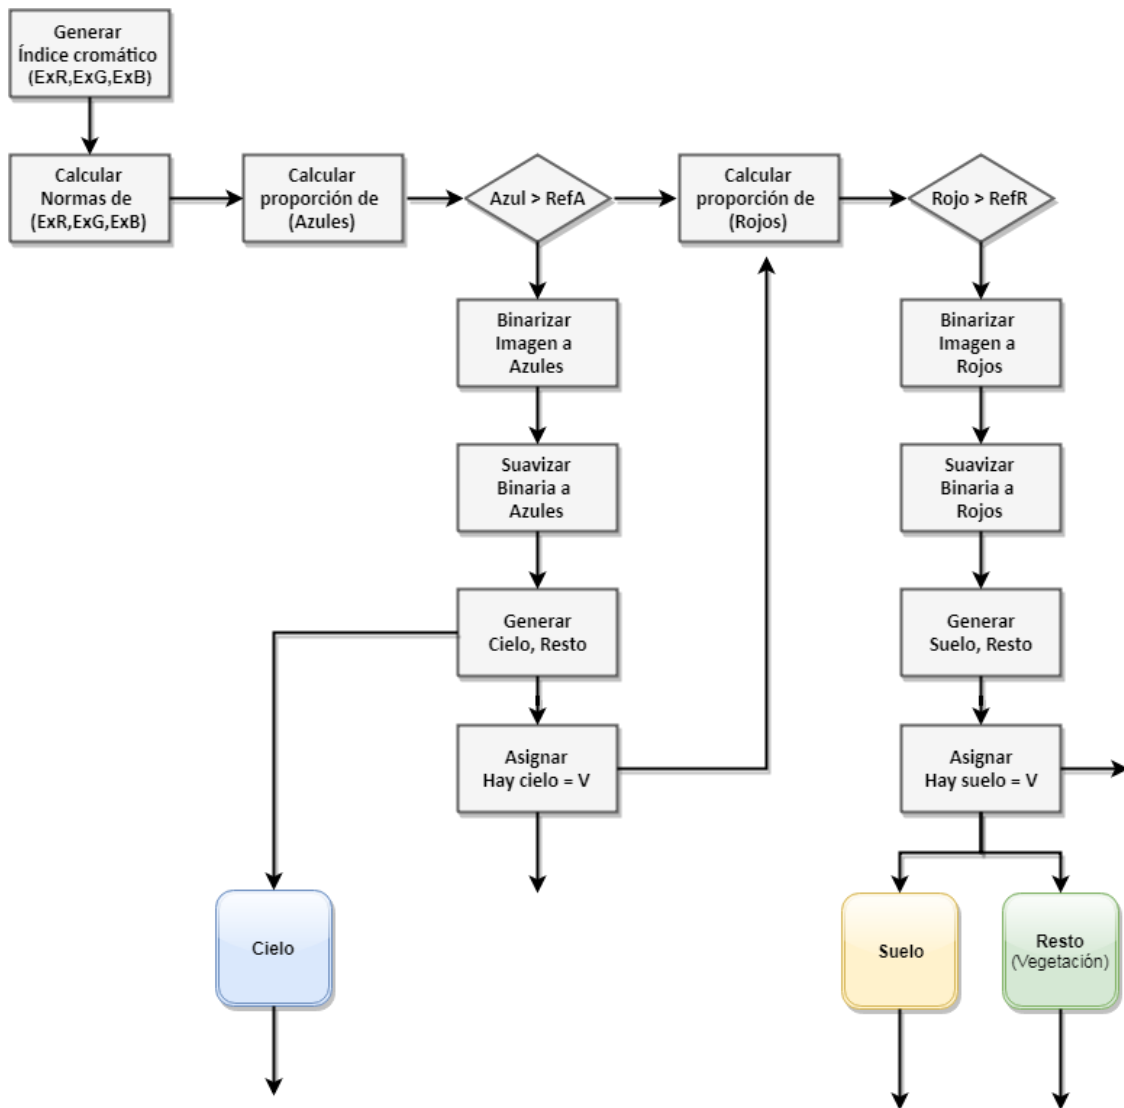 Generar
Índice cromático
(ExR,ExG,ExB)
Calcular
Normas de
(ExR,ExG,ExB)
Calcular
proporción de
(Azules)
Azul > RefA
Calcular
proporción de
(Rojos)
Rojo > RefR
Binarizar
Imagen a
Azules
Binarizar
Imagen a
Rojos
Suavizar
Binaria a
Azules
Suavizar
Binaria a
Rojos
Generar
Cielo, Resto
Generar
Suelo, Resto
Asignar
Hay cielo = V
Asignar
Hay suelo = V
Cielo
Suelo
Resto
(Vegetación)